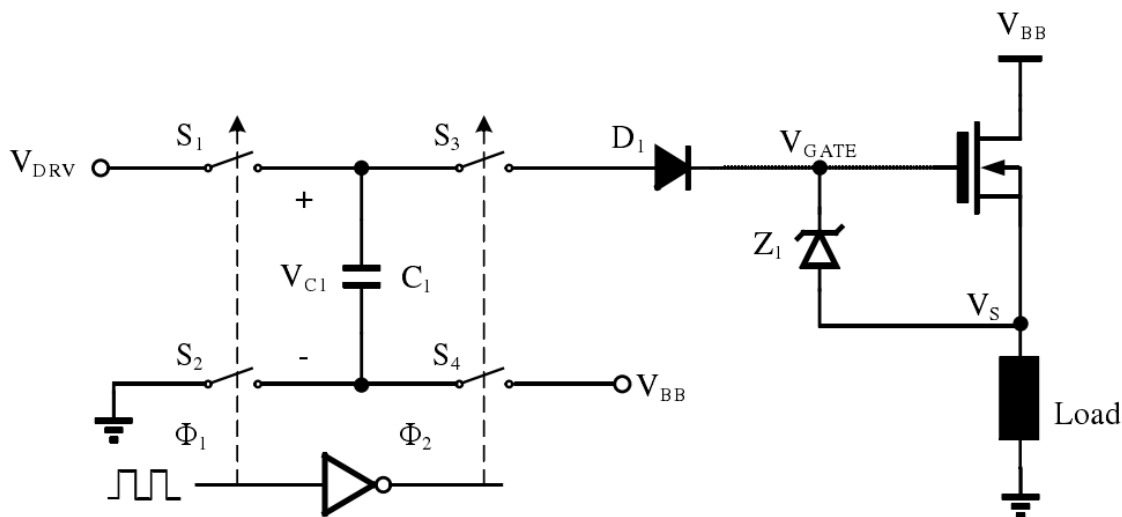 V_BB
S_1
S_3
D_1
V_GATE
V_DRV
+
Z_1
V_C1
C_1
V_S
S_2
-
S_4
V_BB
Load
Φ_1
Φ_2